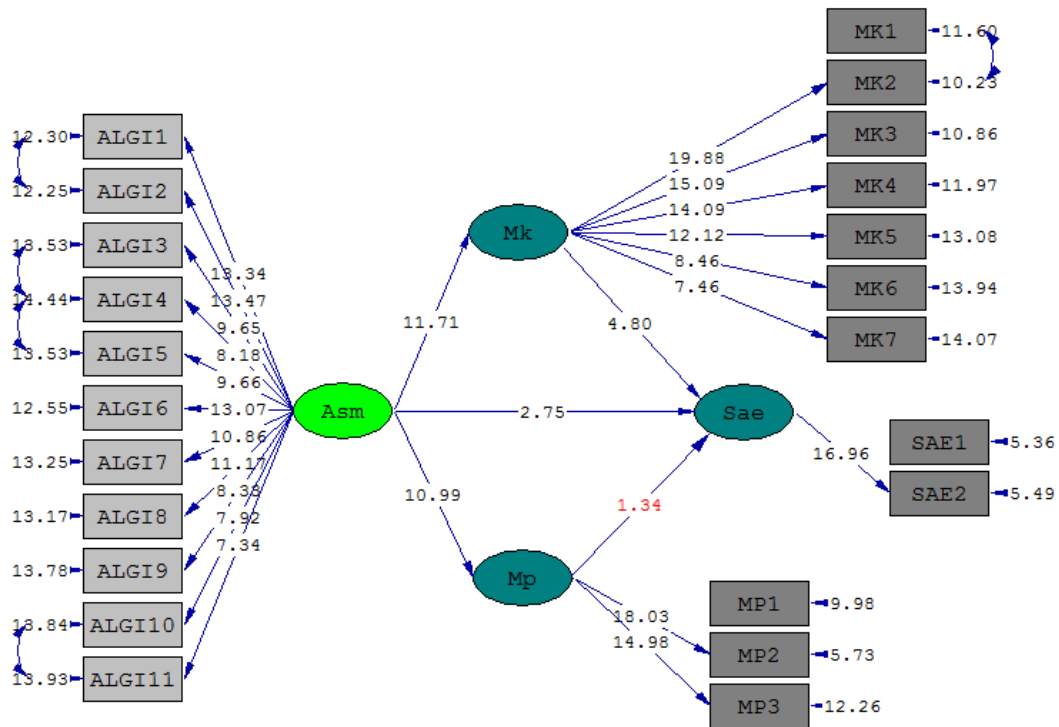 MK1 11.60
MK2 10.23
MK3 10.86
MK4 11.97
MK5 13.08
MK6 13.94
MK7 14.07
12.30 ALGI1
12.25 ALGI2
13.53 ALGI3
14.44 ALGI4
13.53 ALGI5
12.55 ALGI6
13.25 ALGI7
13.17 ALGI8
13.78 ALGI9
13.84 ALGI10
13.93 ALGI11
13.34
13.47
9.65
8.18
9.66
13.07
10.86
11.17
8.33
7.92
7.34
Asm
11.71
2.75
10.99
Mk
19.88
15.09
14.09
12.12
8.46
7.46
4.80
Sae
16.96
SAE1 5.36
SAE2 5.49
1.34
Mp
18.03
14.98
MP1 9.98
MP2 5.73
MP3 12.26